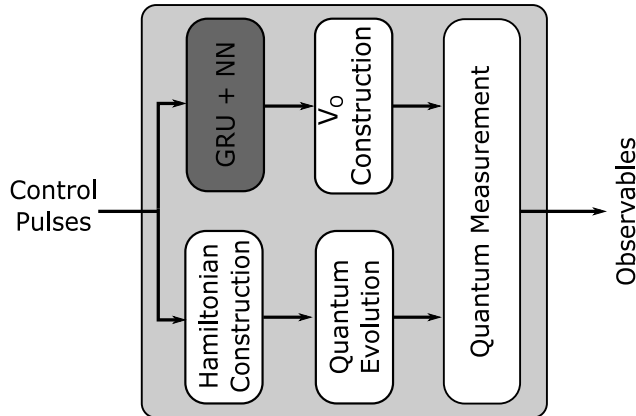 Control
Pulses
GRU + NN
V_O
Construction
Hamiltonian
Construction
Quantum
Evolution
Quantum Measurement
Observables